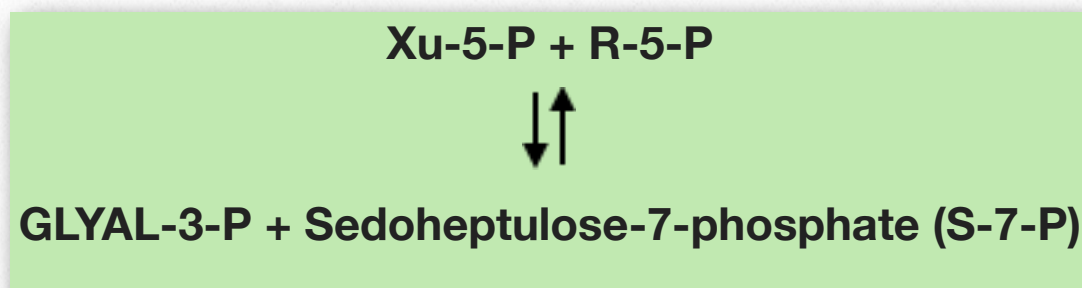 Xu-5-P + R-5-P
GLYAL-3-P + Sedoheptulose-7-phosphate (S-7-P)